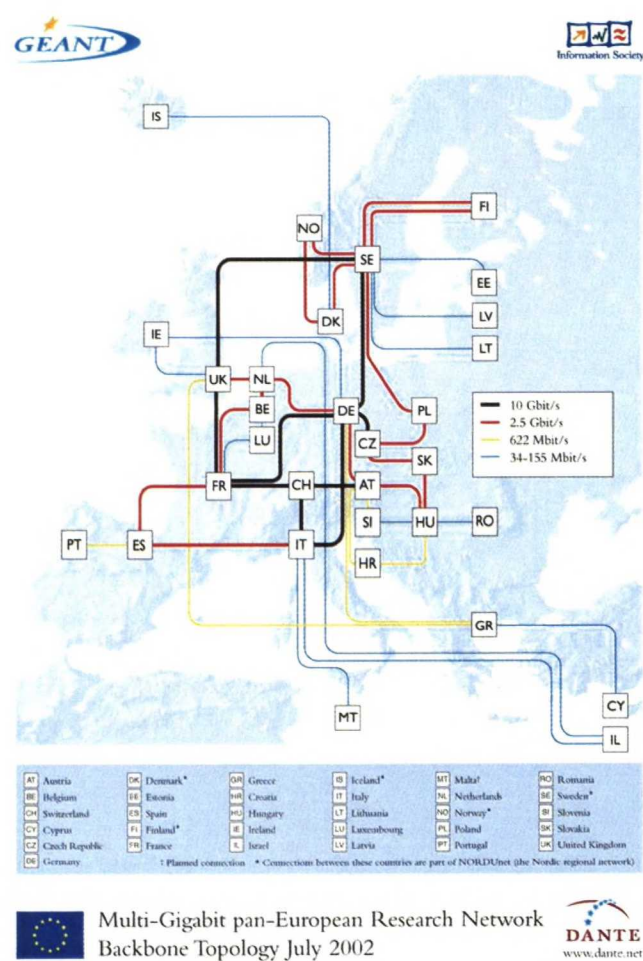 GÉANT
Information Society
IS
FI
NO
SE
EE
DK
LV
IE
LT
UK
NL
DE
BE
PL
10 Gbit/s
2.5 Gbit/s
622 Mbit/s
34-155 Mbit/s
LU
CZ
SK
FR
CH
AT
SI
HU
RO
PT
ES
IT
HR
GR
CY
MT
IL
AT Austria
BE Belgium
CH Switzerland
CY Cyprus
CZ Czech Republic
DE Germany
DK Denmark*
EE Estonia
ES Spain
FI Finland*
FR France
GR Greece
HR Croatia
HU Hungary
IE Ireland
IL Israel
IS Iceland*
IT Italy
LT Lithuania
LU Luxembourg
LV Latvia
MT Malta†
NL Netherlands
NO Norway*
PL Poland
PT Portugal
RO Romania
SE Sweden*
SI Slovenia
SK Slovakia
UK United Kingdom
† Planned connection * Connections between these countries are part of NORDUnet (the Nordic regional network)
Multi-Gigabit pan-European Research Network
Backbone Topology July 2002
DANTE
www.dante.net